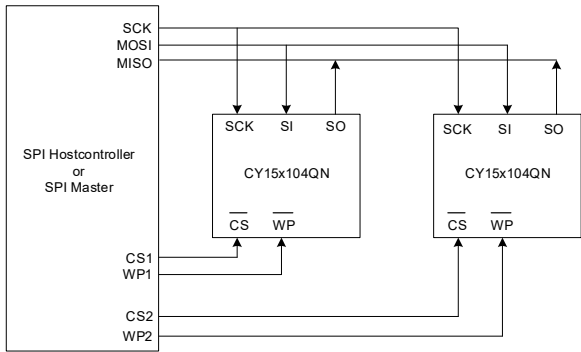 SCK
MOSI
MISO
SCK SI SO
SCK SI SO
SPI Hostcontroller
or
SPI Master
CY15x104QN
CY15x104QN
CS WP
CS WP
CS1
WP1
CS2
WP2